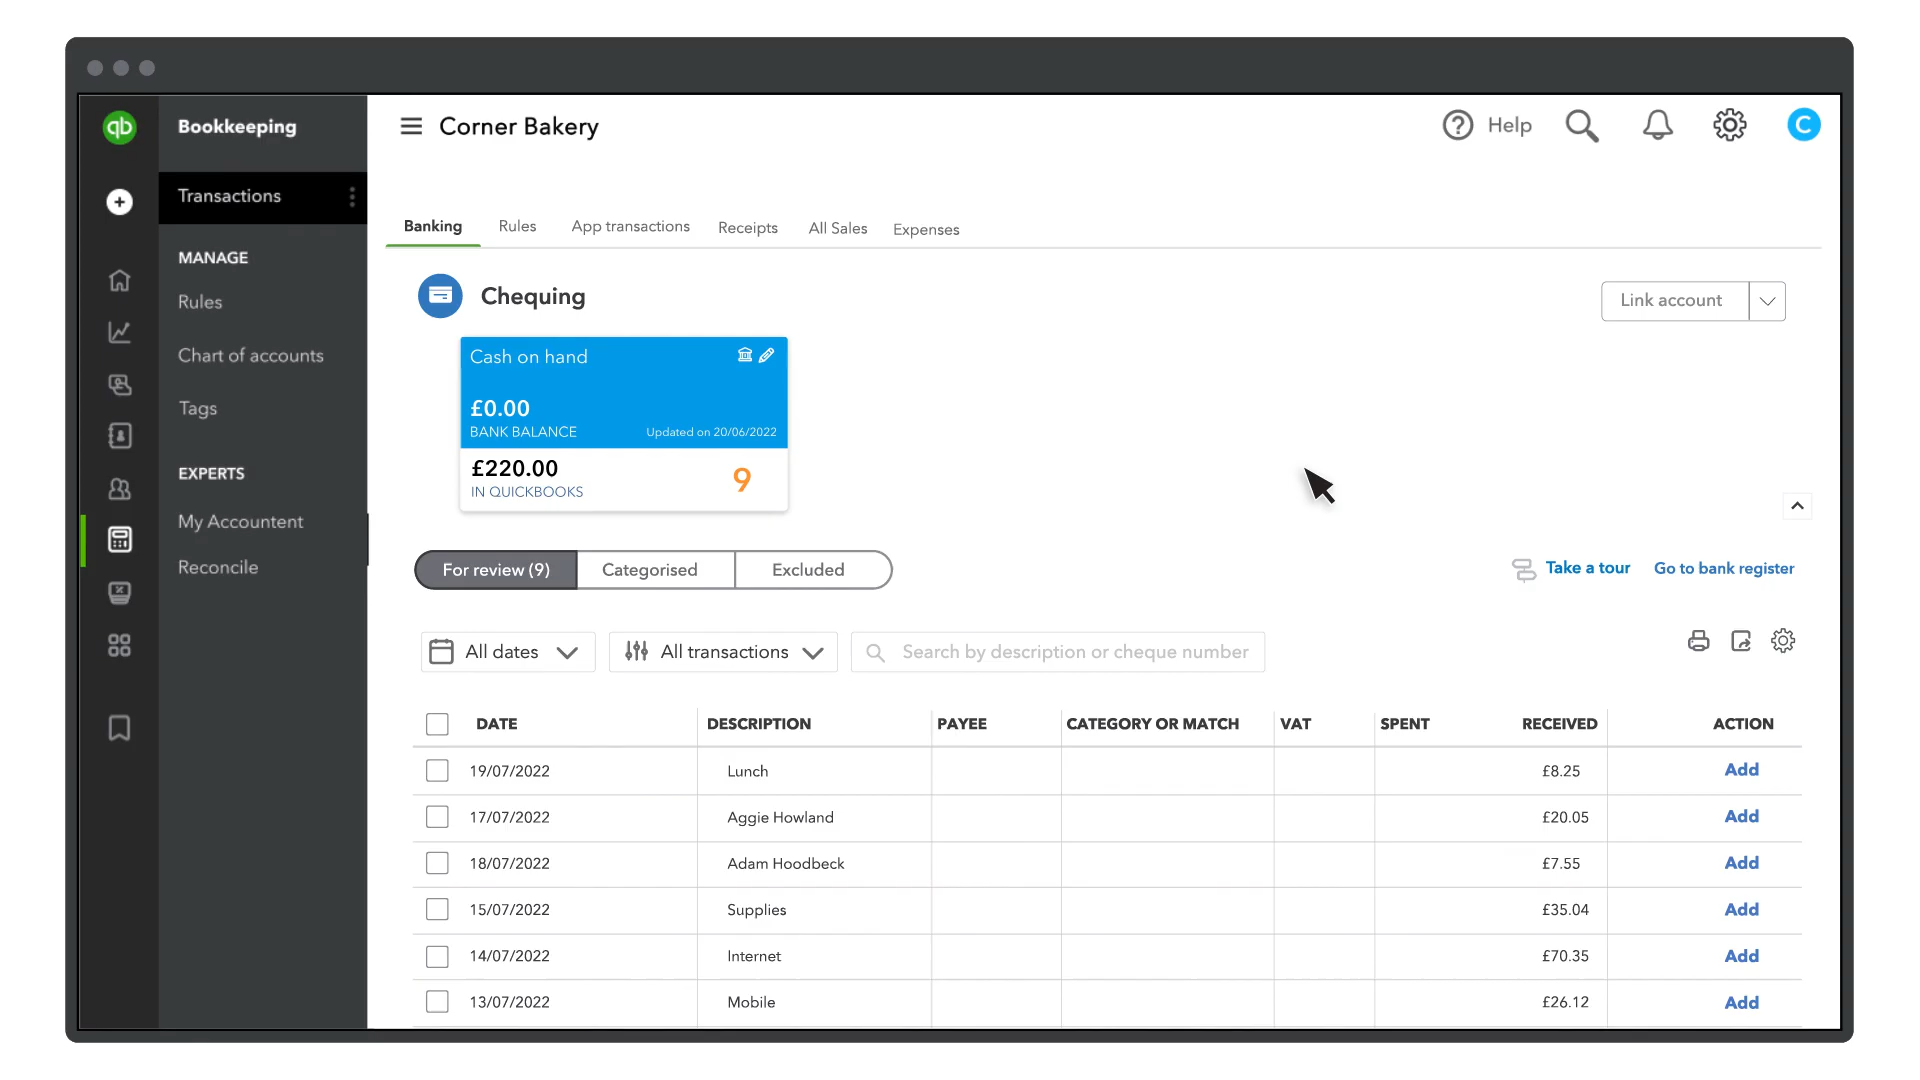 qb
Bookkeeping
Corner Bakery
Help
C
Transactions
MANAGE
Rules
Chart of accounts
Tags
EXPERTS
My Accountent
Reconcile
Banking
Rules
App transactions
Receipts
All Sales
Expenses
Chequing
Link account
Cash on hand
£0.00
BANK BALANCE
Updated on 20/06/2022
£220.00
IN QUICKBOOKS
9
For review (9)
Categorised
Excluded
Take a tour
Go to bank register
All dates
All transactions
Search by description or cheque number
DATE DESCRIPTION PAYEE CATEGORY OR MATCH VAT SPENT RECEIVED ACTION
19/07/2022 Lunch £8.25 Add
17/07/2022 Aggie Howland £20.05 Add
18/07/2022 Adam Hoodbeck £7.55 Add
15/07/2022 Supplies £35.04 Add
14/07/2022 Internet £70.35 Add
13/07/2022 Mobile £26.12 Add